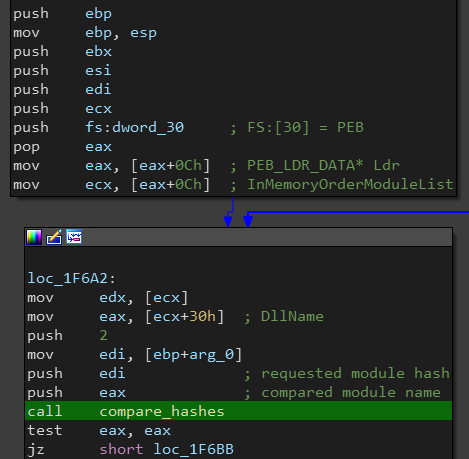 push ebp
mov ebp, esp
push ebx
push esi
push edi
push ecx
push fs:dword_30 ; FS:[30] = PEB
pop eax
mov eax, [eax+0Ch] ; PEB_LDR_DATA* Ldr
mov ecx, [eax+0Ch] ; InMemoryOrderModuleList
loc_1F6A2:
mov edx, [ecx]
mov eax, [ecx+30h] ; DllName
push 2
mov edi, [ebp+arg_0]
push edi ; requested module hash
push eax ; compared module name
call compare_hashes
test eax, eax
jz short loc_1F6BB